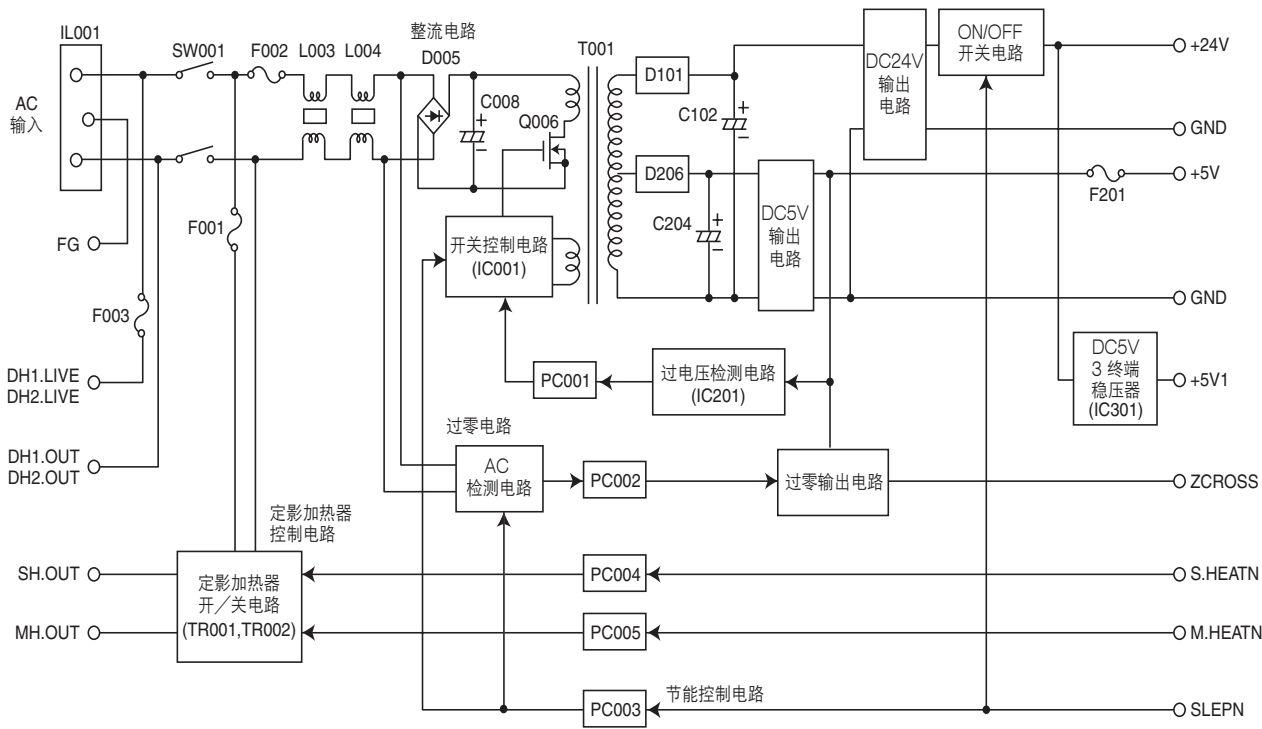 IL001
AC
输入
SW001
F002
L003
L004
整流电路
D005
C008
+
−
Q006
T001
D101
C102
+
−
DC24V
输出
电路
ON/OFF
开关电路
+24V
GND
D206
C204
+
−
DC5V
输出
电路
+5V
F201
FG
F001
开关控制电路
(IC001)
GND
F003
DH1.LIVE
DH2.LIVE
PC001
过电压检测电路
(IC201)
DC5V
3 终端
稳压器
(IC301)
+5V1
过零电路
DH1.OUT
DH2.OUT
AC
检测电路
PC002
过零输出电路
ZCROSS
定影加热器
控制电路
SH.OUT
定影加热器
开／关电路
(TR001,TR002)
PC004
S.HEATN
MH.OUT
PC005
M.HEATN
节能控制电路
PC003
SLEPN